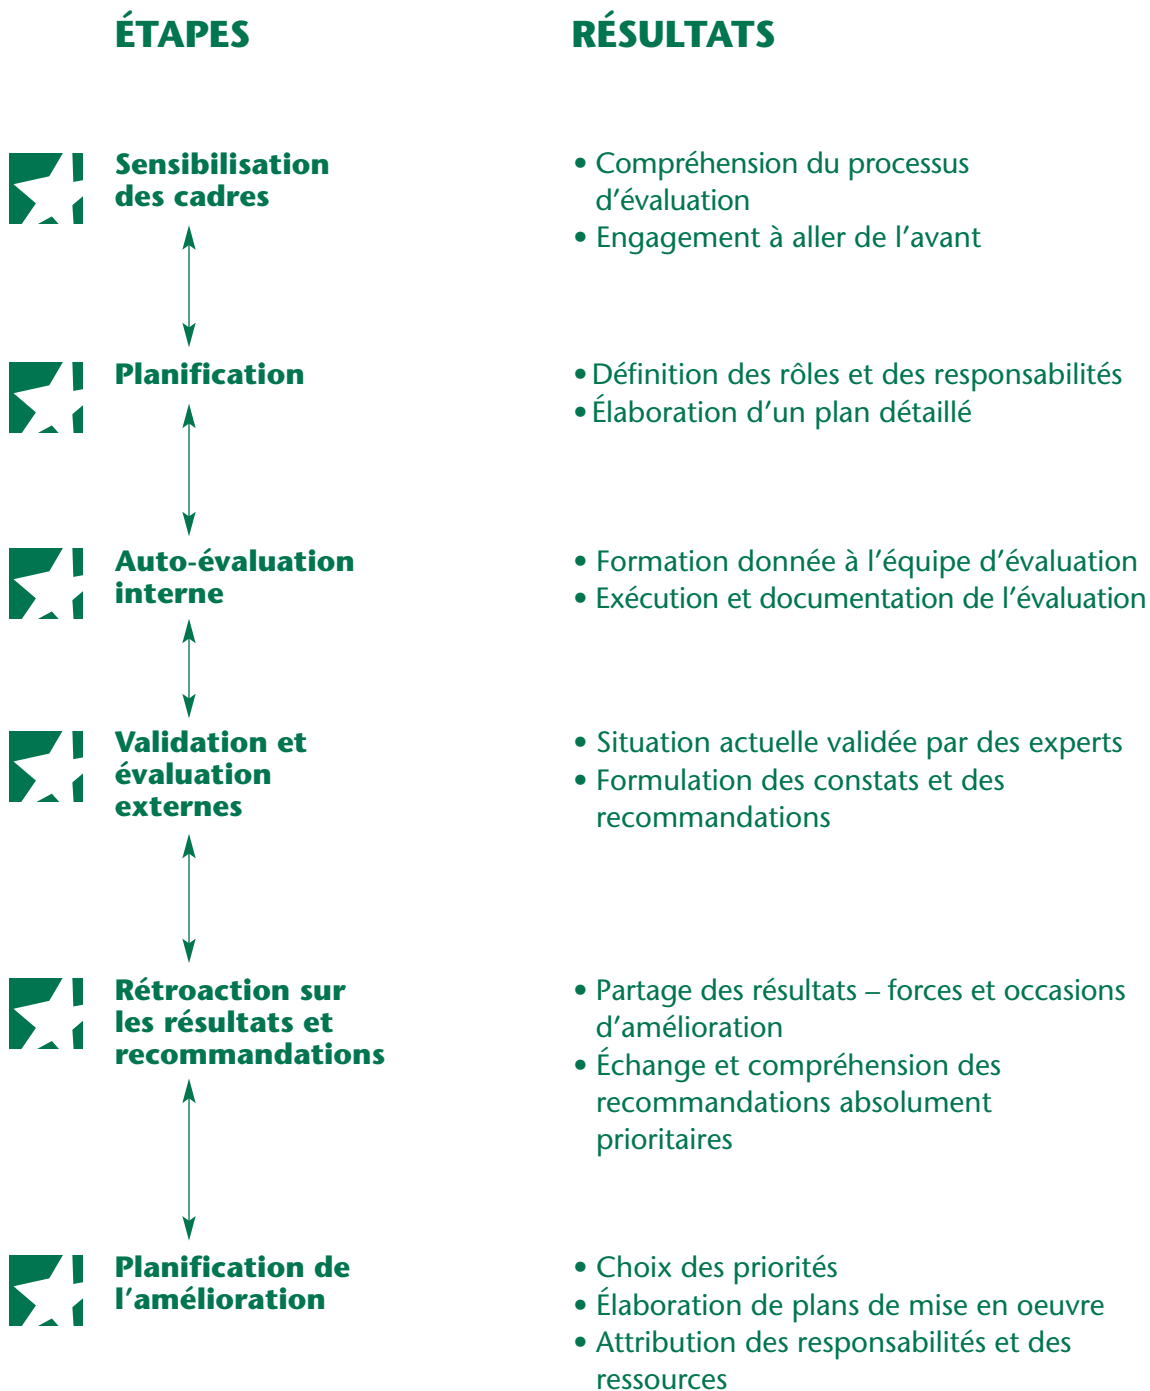 ÉTAPES
RÉSULTATS
Sensibilisation
des cadres
• Compréhension du processus
d'évaluation
• Engagement à aller de l'avant
Planification
• Définition des rôles et des responsabilités
• Élaboration d'un plan détaillé
Auto-évaluation
interne
• Formation donnée à l'équipe d'évaluation
• Exécution et documentation de l'évaluation
Validation et
évaluation
externes
• Situation actuelle validée par des experts
• Formulation des constats et des
recommandations
Rétroaction sur
les résultats et
recommandations
• Partage des résultats – forces et occasions
d'amélioration
• Échange et compréhension des
recommandations absolument
prioritaires
Planification de
l'amélioration
• Choix des priorités
• Élaboration de plans de mise en oeuvre
• Attribution des responsabilités et des
ressources